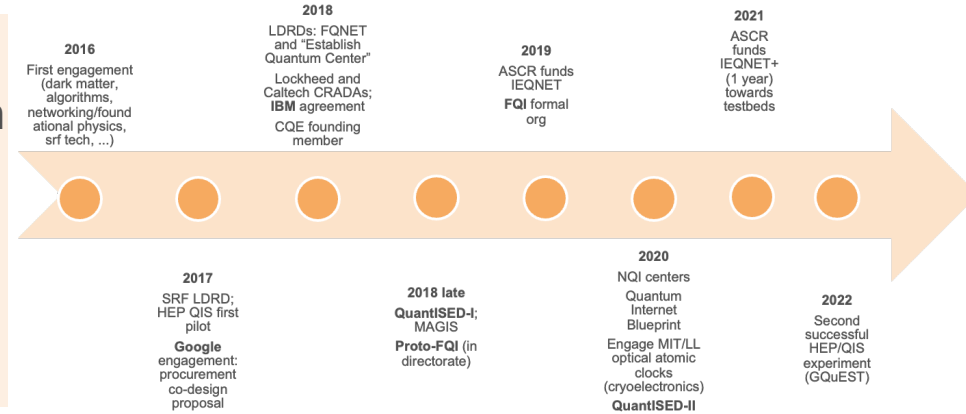 2016
First engagement
(dark matter,
algorithms,
networking/found
ational physics,
srf tech, ...)
2017
SRF LDRD;
HEP QIS first
pilot
Google
engagement:
procurement
co-design
proposal
2018
LDRDs: FQNET
and “Establish
Quantum Center”
Lockheed and
Caltech CRADAs;
IBM agreement
CQE founding
member
2018 late
QuantISED-I;
MAGIS
Proto-FQI (in
directorate)
2019
ASCR funds
IEQNET
FQI formal
org
2020
NQI centers
Quantum
Internet
Blueprint
Engage MIT/LL
optical atomic
clocks
(cryoelectronics)
QuantISED-II
2021
ASCR
funds
IEQNET+
(1 year)
towards
testbeds
2022
Second
successful
HEP/QIS
experiment
(GQuEST)